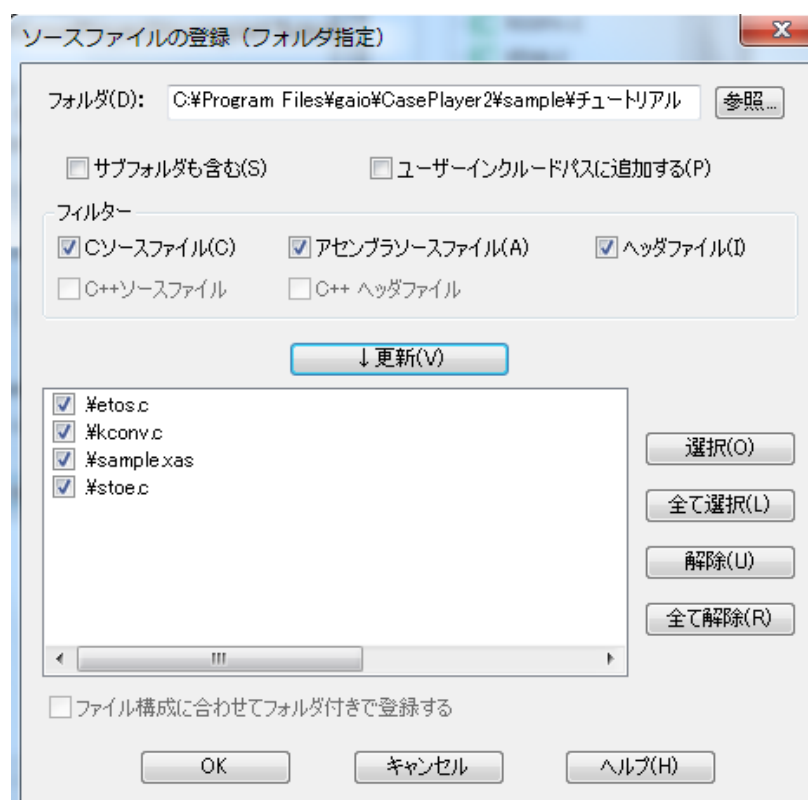 ソースファイルの登録（フォルダ指定）
フォルダ(D): C:¥Program Files¥gaio¥CasePlayer2¥sample¥チュートリアル 参照...
サブフォルダも含む(S) ユーザーインクルードパスに追加する(P)
フィルター
Cソースファイル(C) アセンブラソースファイル(A) ヘッダファイル(I)
C++ソースファイル C++ ヘッダファイル
↓更新(V)
.¥etos.c
.¥kconv.c
.¥sample.xas
.¥stoe.c
選択(O)
全て選択(L)
解除(U)
全て解除(R)
ファイル構成に合わせてフォルダ付きで登録する
OK キャンセル ヘルプ(H)